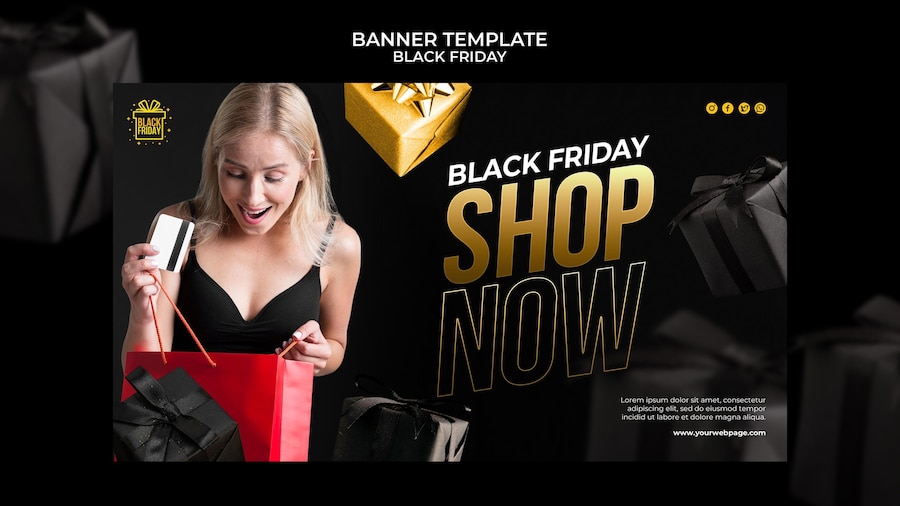 BANNER TEMPLATE
BLACK FRIDAY
BLACK
FRIDAY
BLACK FRIDAY
SHOP
NOW
Lorem ipsum dolor sit amet, consectetur
adipiscing elit, sed do eiusmod tempor
incidid ut labore et dolore magna aliqua.
www.yourwebpage.com